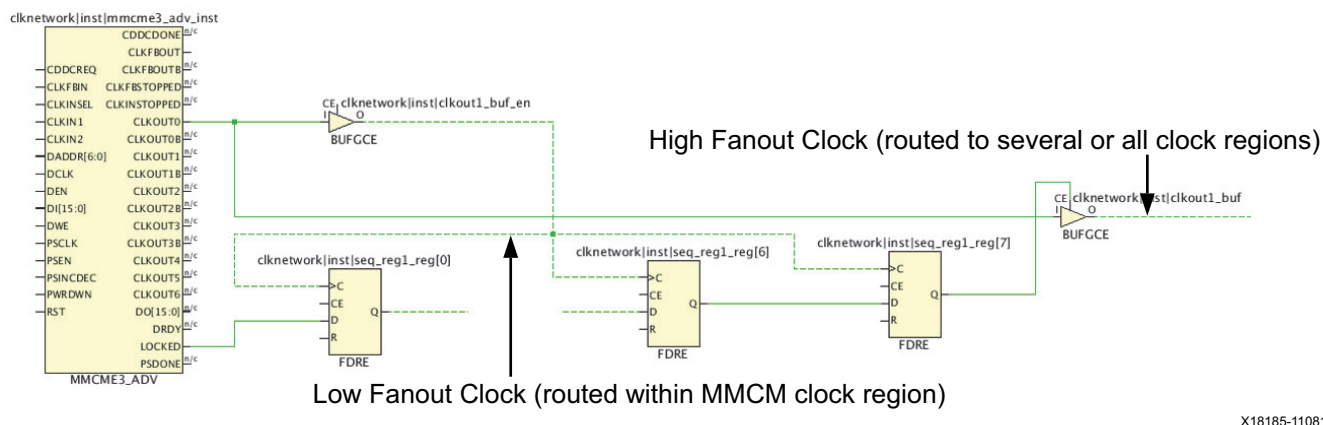 clknetwork|inst|mmcme3_adv_inst
CDDCDONE n/c
CLKFBOUT
CDDCREQ CLKFBOUTB n/c
CLKFBIN CLKFBSTOPPED n/c
CLKINSEL CLKINSTOPPED n/c
CLKIN1 CLKOUT0
CLKIN2 CLKOUT0B n/c
DADDR[6:0] CLKOUT1 n/c
DCLK CLKOUT1B n/c
DEN CLKOUT2 n/c
DI[15:0] CLKOUT2B n/c
DWE CLKOUT3 n/c
PSCLK CLKOUT3B n/c
PSEN CLKOUT4 n/c
PSINCDEC CLKOUT5 n/c
PWRDWN CLKOUT6 n/c
RST DO[15:0] n/c
DRDY n/c
LOCKED
PSDONE n/c
MMCME3_ADV
CE clknetwork|inst|clkout1_buf_en
I O
BUFGCE
High Fanout Clock (routed to several or all clock regions)
CE clknetwork|inst|clkout1_buf
I O
BUFGCE
clknetwork|inst|seq_reg1_reg[0]
C
CE
D Q
R
FDRE
clknetwork|inst|seq_reg1_reg[6]
C
CE
D Q
R
FDRE
clknetwork|inst|seq_reg1_reg[7]
C
CE
D Q
R
FDRE
Low Fanout Clock (routed within MMCM clock region)
X18185-11081